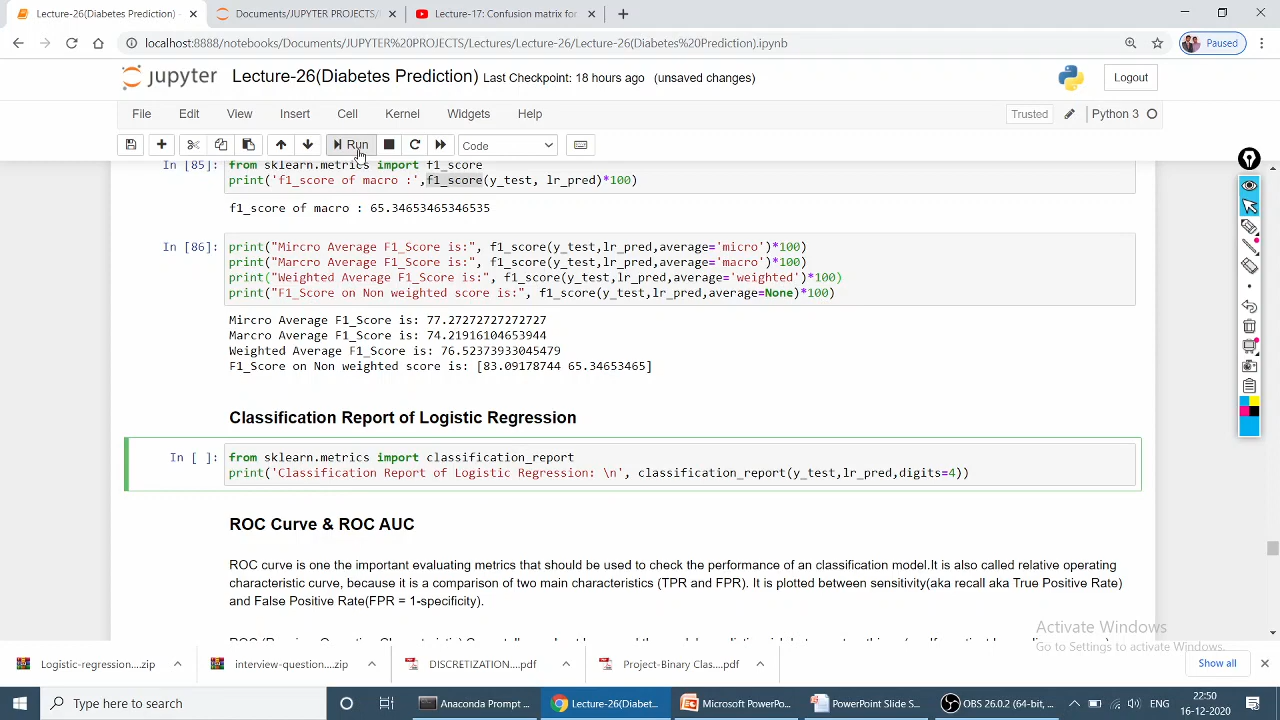 Lecture-26(Diabetes Prediction) -
Documents/JUPYTER PROJECTS/
Lecture-17: Confusion matrix for
localhost:8888/notebooks/Documents/JUPYTER%20PROJECTS/Lectures/Lecture-26/Lecture-26(Diabetes%20Prediction).ipynb
Paused
jupyter Lecture-26(Diabetes Prediction) Last Checkpoint: 18 hours ago (unsaved changes)
Logout
File Edit View Insert Cell Kernel Widgets Help
Trusted Python 3
Run Code
In [85]: from sklearn.metrics import f1_score
print('f1_score of macro :',f1_score(y_test, lr_pred)*100)
f1_score of macro : 65.34653465346535
In [86]: print("Mircro Average F1_Score is:", f1_score(y_test,lr_pred,average='micro')*100)
print("Marcro Average F1_Score is:", f1_score(y_test,lr_pred,average='macro')*100)
print("Weighted Average F1_Score is:", f1_score(y_test,lr_pred,average='weighted')*100)
print("F1_Score on Non weighted score is:", f1_score(y_test,lr_pred,average=None)*100)
Mircro Average F1_Score is: 77.27272727272727
Marcro Average F1_Score is: 74.21916104653944
Weighted Average F1_Score is: 76.52373933045479
F1_Score on Non weighted score is: [83.09178744 65.34653465]
Classification Report of Logistic Regression
In [ ]: from sklearn.metrics import classification_report
print('Classification Report of Logistic Regression: \n', classification_report(y_test,lr_pred,digits=4))
ROC Curve & ROC AUC
ROC curve is one the important evaluating metrics that should be used to check the performance of an classification model.It is also called relative operating
characteristic curve, because it is a comparison of two main characteristics (TPR and FPR). It is plotted between sensitivity(aka recall aka True Positive Rate)
and False Positive Rate(FPR = 1-specificity).
Activate Windows
Go to Settings to activate Windows.
Logistic-regression....zip
interview-question....zip
DISCRETIZATION....pdf
Project-Binary Clas....pdf
Show all
Type here to search
Anaconda Prompt ...
Lecture-26(Diabet...
Microsoft PowerPo...
PowerPoint Slide S...
OBS 26.0.2 (64-bit, ...
ENG
22:50
16-12-2020